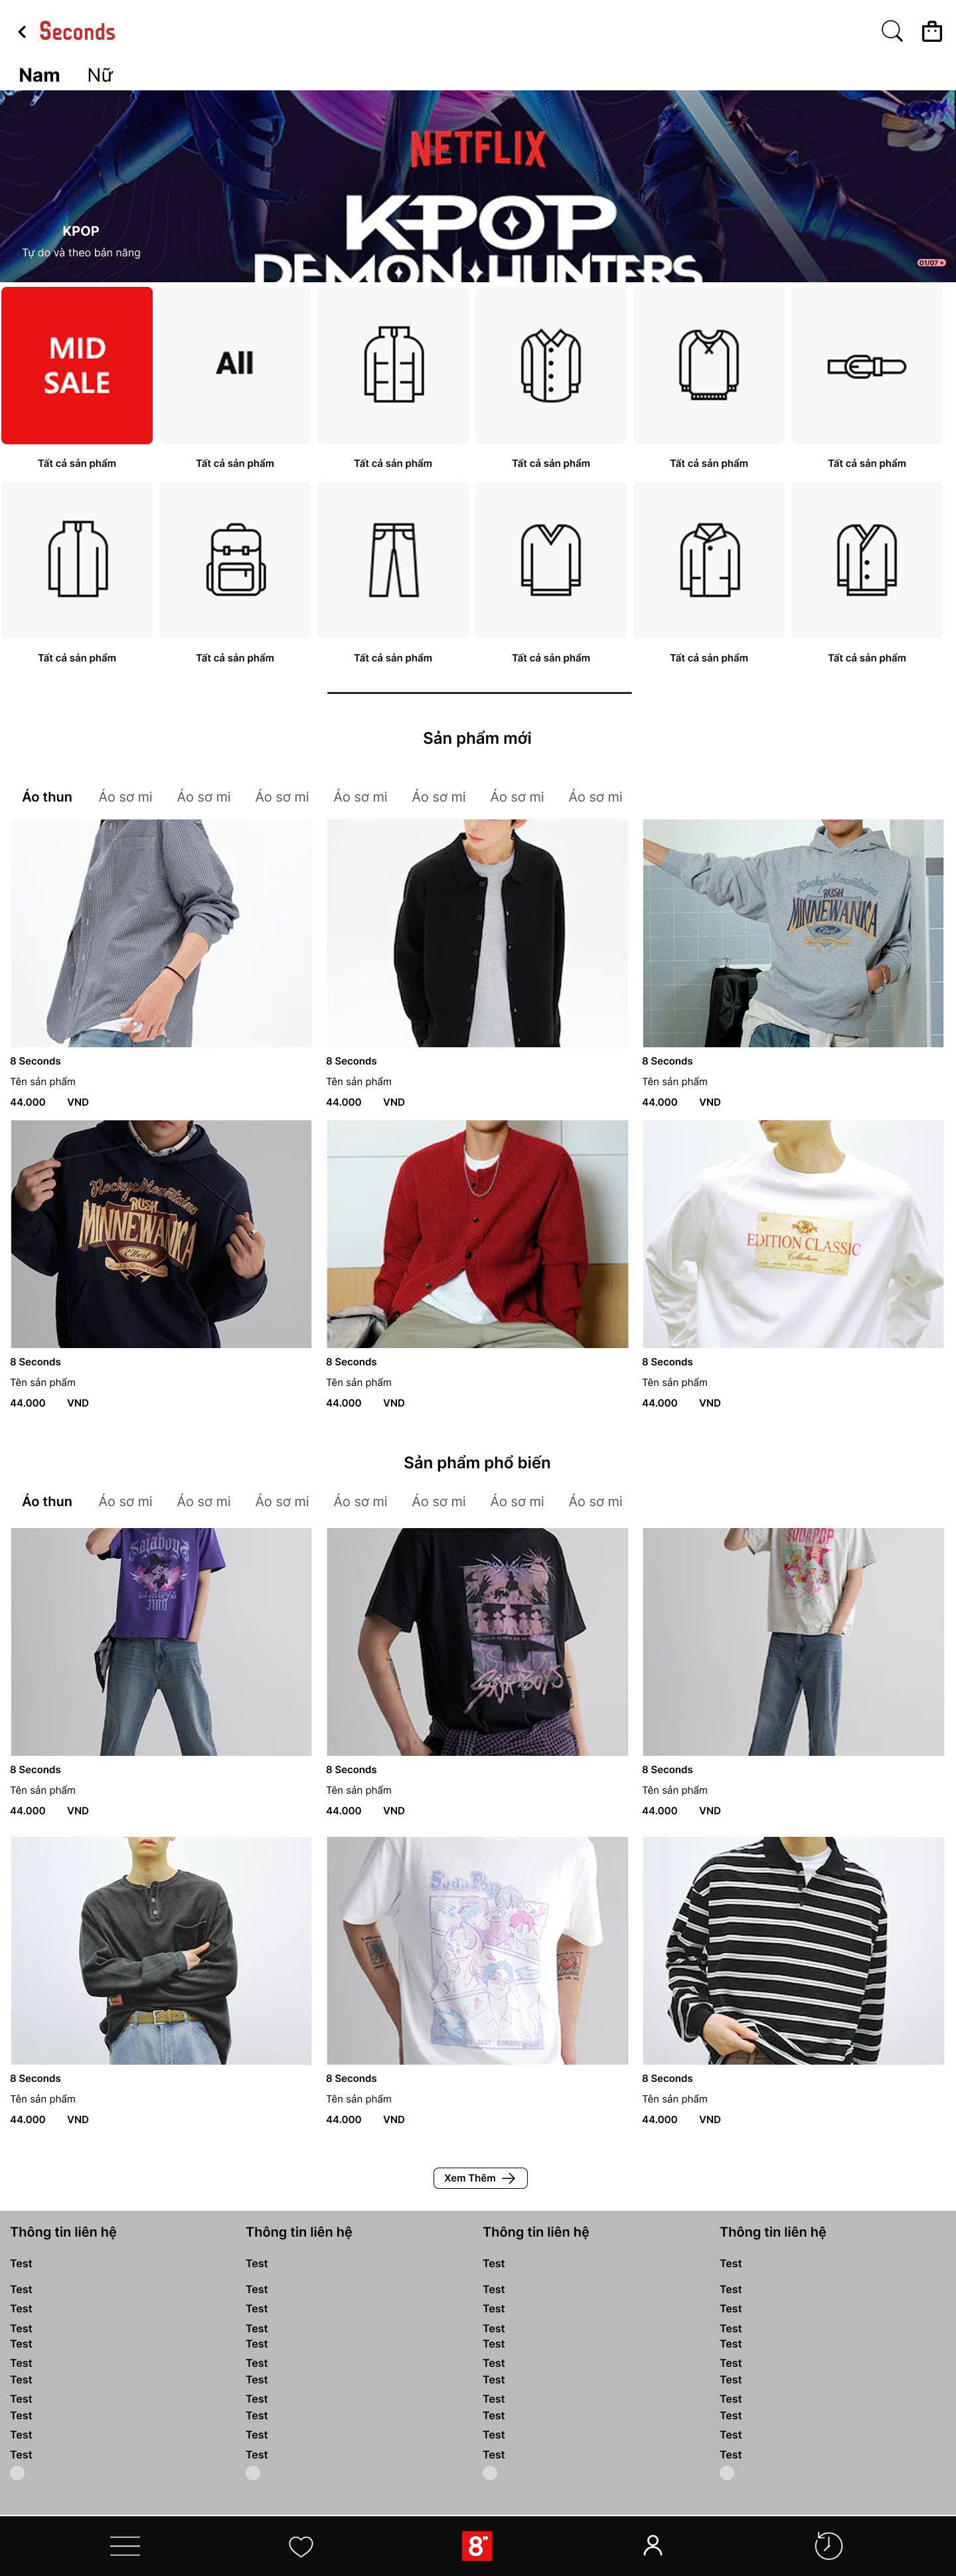 Seconds
Nam Nữ
NETFLIX
KPOP
DEMON HUNTERS
KPOP
Tự do và theo bản năng
01/07 +
MID
SALE
All
Tất cả sản phẩm Tất cả sản phẩm Tất cả sản phẩm Tất cả sản phẩm Tất cả sản phẩm Tất cả sản phẩm
Tất cả sản phẩm Tất cả sản phẩm Tất cả sản phẩm Tất cả sản phẩm Tất cả sản phẩm Tất cả sản phẩm
Sản phẩm mới
Áo thun Áo sơ mi Áo sơ mi Áo sơ mi Áo sơ mi Áo sơ mi Áo sơ mi Áo sơ mi
Rocky Mountains
RUSH
MINNEWANKA
Elbert
8 Seconds 8 Seconds 8 Seconds
Tên sản phẩm Tên sản phẩm Tên sản phẩm
44.000 VND 44.000 VND 44.000 VND
Rocky Mountains
RUSH
MINNEWANKA
Elbert
EDITION CLASSIC
Collection
8 Seconds 8 Seconds 8 Seconds
Tên sản phẩm Tên sản phẩm Tên sản phẩm
44.000 VND 44.000 VND 44.000 VND
Sản phẩm phổ biến
Áo thun Áo sơ mi Áo sơ mi Áo sơ mi Áo sơ mi Áo sơ mi Áo sơ mi Áo sơ mi
Sajaboys
JINU
SAJA BOYS
SODAPOP
8 Seconds 8 Seconds 8 Seconds
Tên sản phẩm Tên sản phẩm Tên sản phẩm
44.000 VND 44.000 VND 44.000 VND
Soda Pop
8 Seconds 8 Seconds 8 Seconds
Tên sản phẩm Tên sản phẩm Tên sản phẩm
44.000 VND 44.000 VND 44.000 VND
Xem Thêm
Thông tin liên hệ Thông tin liên hệ Thông tin liên hệ Thông tin liên hệ
Test Test Test Test
Test Test Test Test
Test Test Test Test
Test Test Test Test
Test Test Test Test
Test Test Test Test
Test Test Test Test
Test Test Test Test
Test Test Test Test
Test Test Test Test
Test Test Test Test
8"